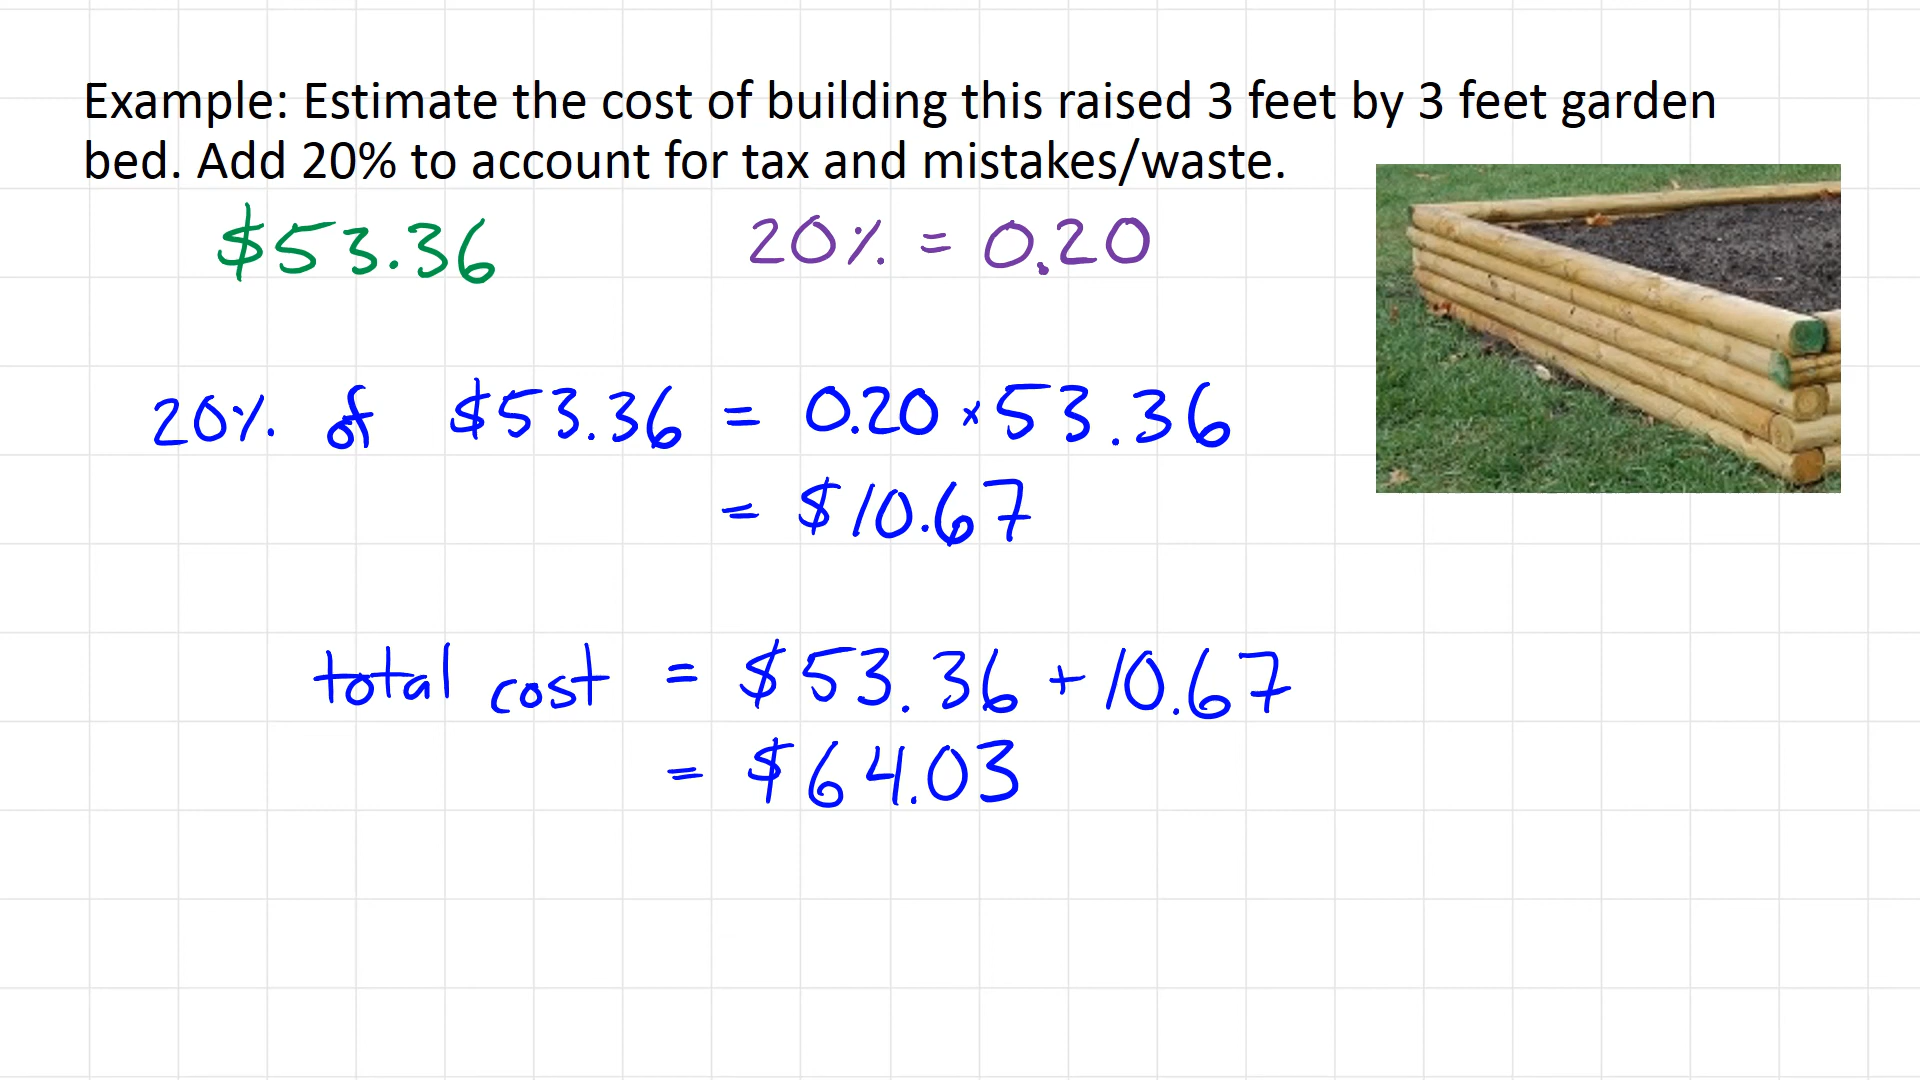 Example: Estimate the cost of building this raised 3 feet by 3 feet garden
bed. Add 20% to account for tax and mistakes/waste.
$53.36 20% = 0.20
20% of $53.36 = 0.20 × 53.36
= $10.67
total cost = $53.36 + 10.67
= $64.03